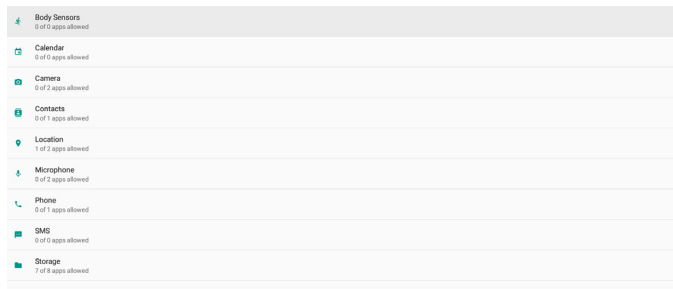 Body Sensors
0 of 0 apps allowed
Calendar
0 of 0 apps allowed
Camera
0 of 2 apps allowed
Contacts
0 of 1 apps allowed
Location
1 of 2 apps allowed
Microphone
0 of 2 apps allowed
Phone
0 of 1 apps allowed
SMS
0 of 0 apps allowed
Storage
7 of 8 apps allowed